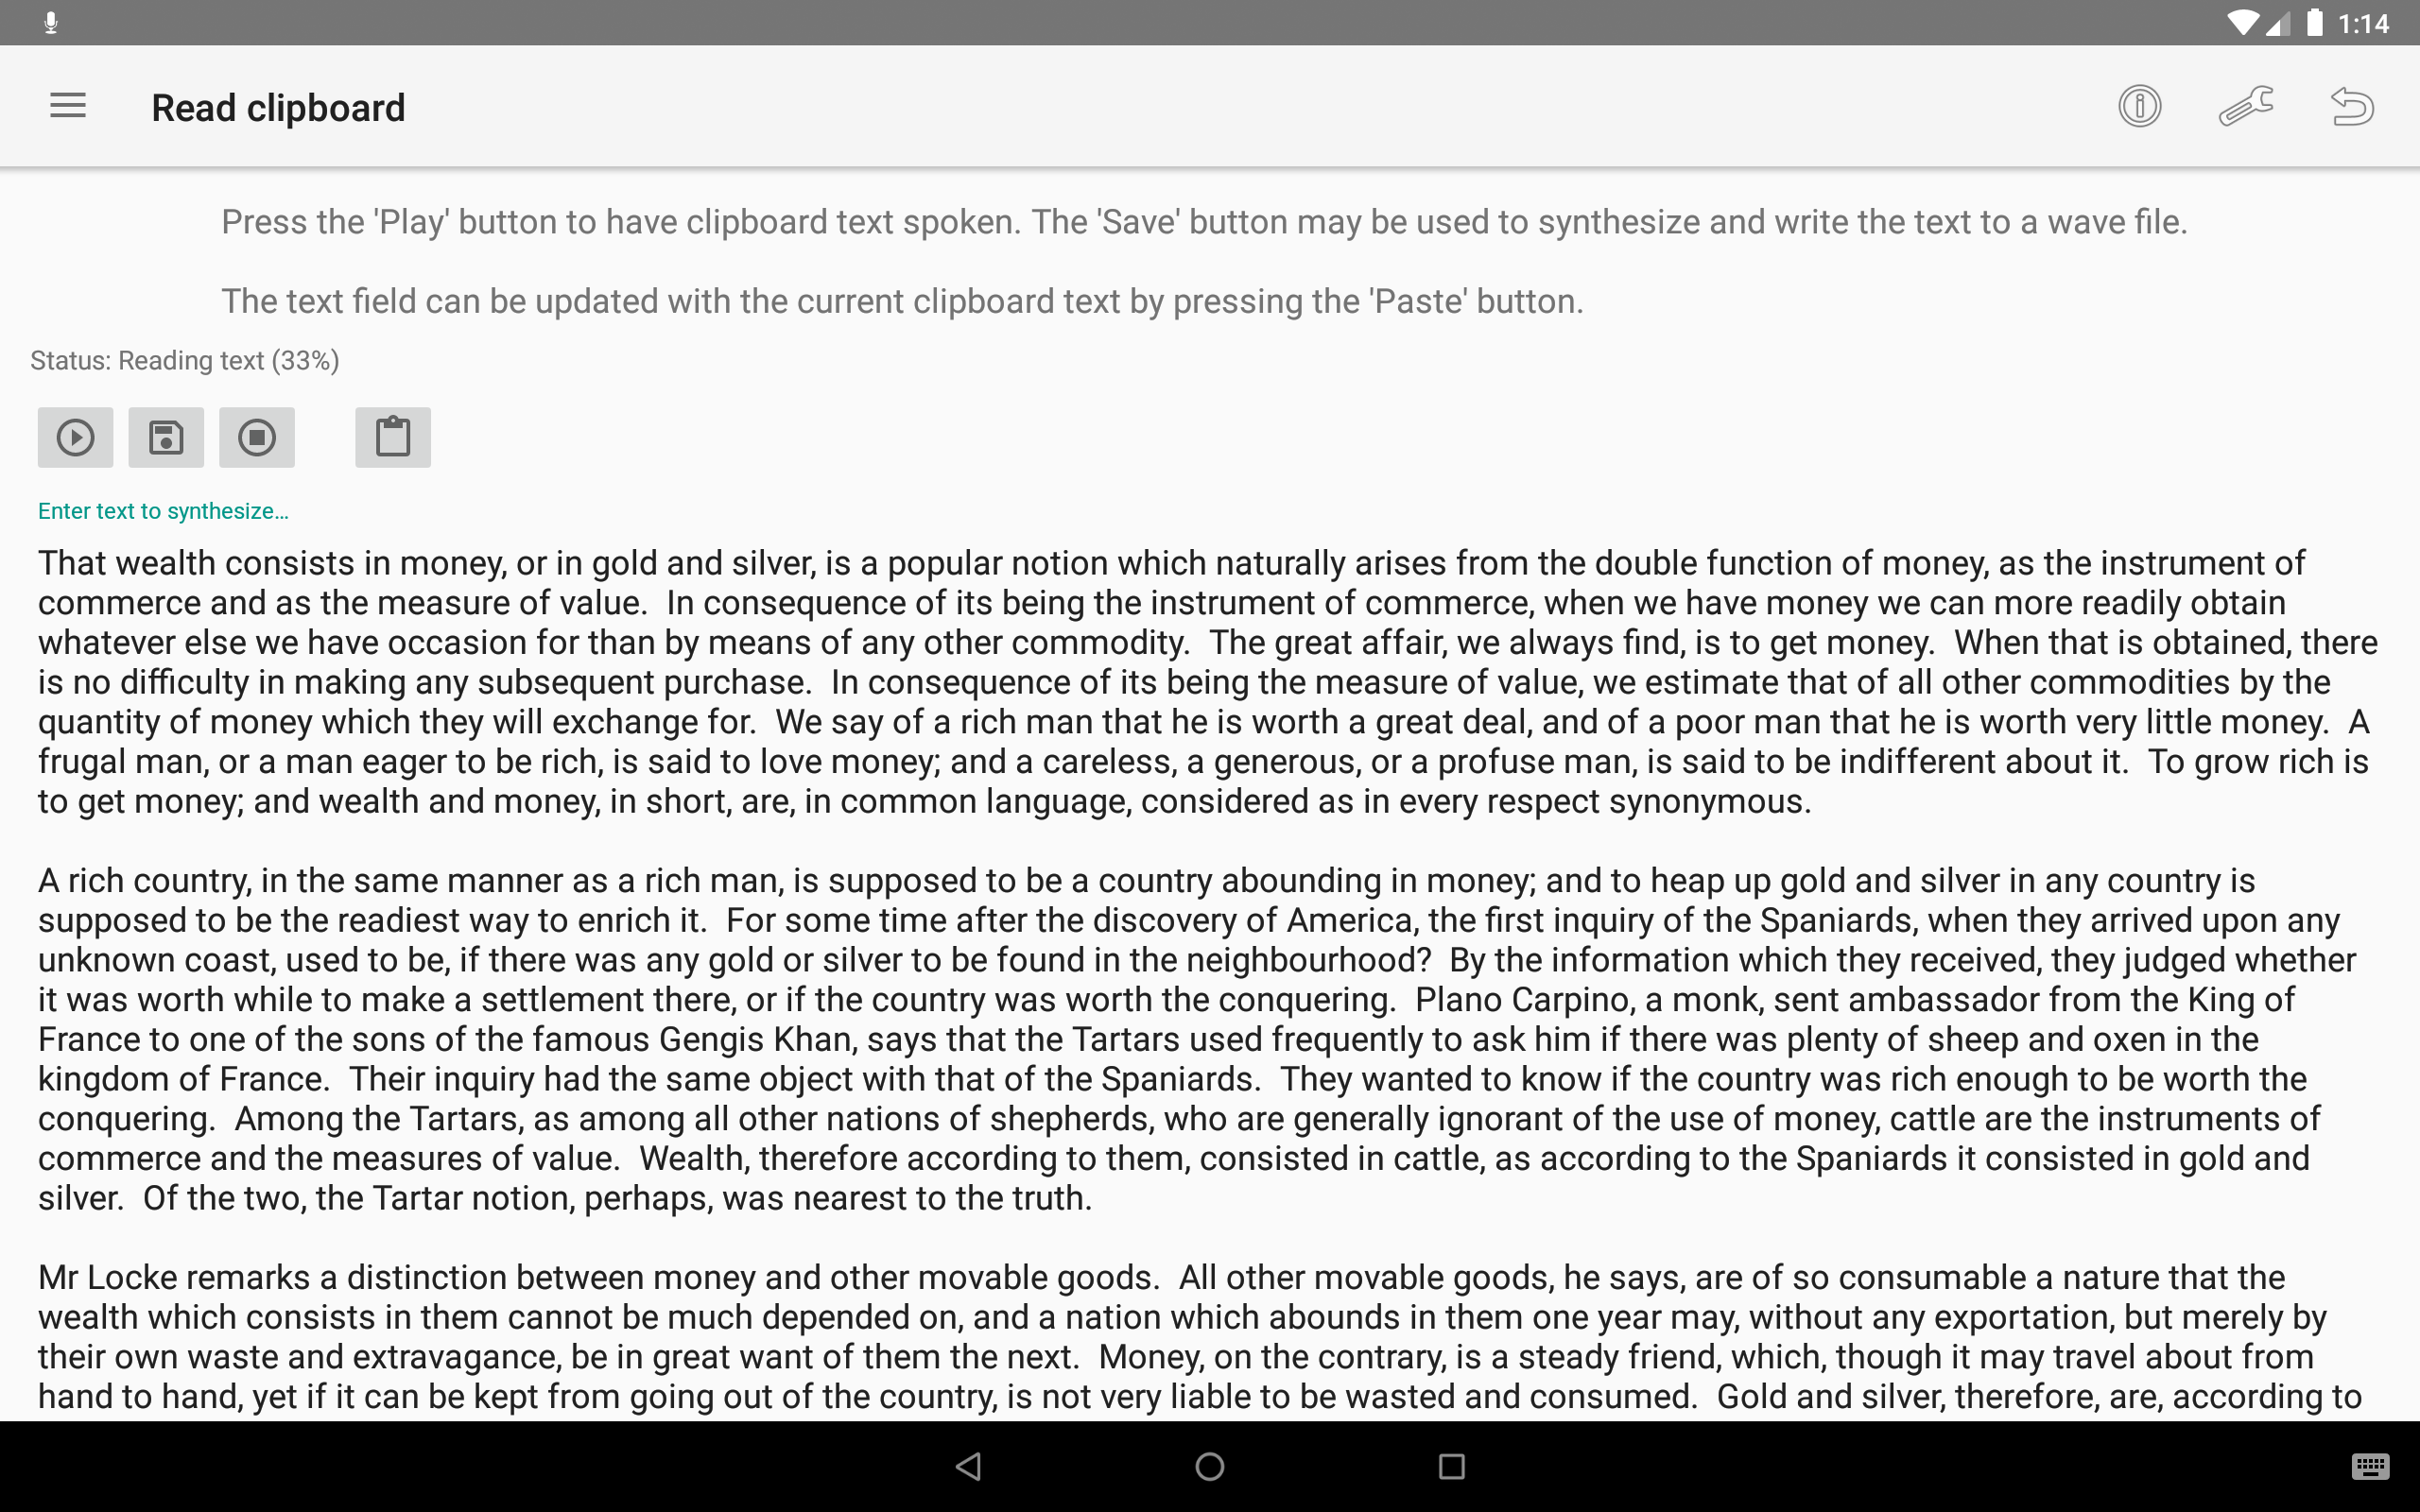 1:14
Read clipboard
Press the 'Play' button to have clipboard text spoken. The 'Save' button may be used to synthesize and write the text to a wave file.
The text field can be updated with the current clipboard text by pressing the 'Paste' button.
Status: Reading text (33%)
Enter text to synthesize…
That wealth consists in money, or in gold and silver, is a popular notion which naturally arises from the double function of money, as the instrument of
commerce and as the measure of value.  In consequence of its being the instrument of commerce, when we have money we can more readily obtain
whatever else we have occasion for than by means of any other commodity.  The great affair, we always find, is to get money.  When that is obtained, there
is no difficulty in making any subsequent purchase.  In consequence of its being the measure of value, we estimate that of all other commodities by the
quantity of money which they will exchange for.  We say of a rich man that he is worth a great deal, and of a poor man that he is worth very little money.  A
frugal man, or a man eager to be rich, is said to love money; and a careless, a generous, or a profuse man, is said to be indifferent about it.  To grow rich is
to get money; and wealth and money, in short, are, in common language, considered as in every respect synonymous.
A rich country, in the same manner as a rich man, is supposed to be a country abounding in money; and to heap up gold and silver in any country is
supposed to be the readiest way to enrich it.  For some time after the discovery of America, the first inquiry of the Spaniards, when they arrived upon any
unknown coast, used to be, if there was any gold or silver to be found in the neighbourhood?  By the information which they received, they judged whether
it was worth while to make a settlement there, or if the country was worth the conquering.  Plano Carpino, a monk, sent ambassador from the King of
France to one of the sons of the famous Gengis Khan, says that the Tartars used frequently to ask him if there was plenty of sheep and oxen in the
kingdom of France.  Their inquiry had the same object with that of the Spaniards.  They wanted to know if the country was rich enough to be worth the
conquering.  Among the Tartars, as among all other nations of shepherds, who are generally ignorant of the use of money, cattle are the instruments of
commerce and the measures of value.  Wealth, therefore according to them, consisted in cattle, as according to the Spaniards it consisted in gold and
silver.  Of the two, the Tartar notion, perhaps, was nearest to the truth.
Mr Locke remarks a distinction between money and other movable goods.  All other movable goods, he says, are of so consumable a nature that the
wealth which consists in them cannot be much depended on, and a nation which abounds in them one year may, without any exportation, but merely by
their own waste and extravagance, be in great want of them the next.  Money, on the contrary, is a steady friend, which, though it may travel about from
hand to hand, yet if it can be kept from going out of the country, is not very liable to be wasted and consumed.  Gold and silver, therefore, are, according to